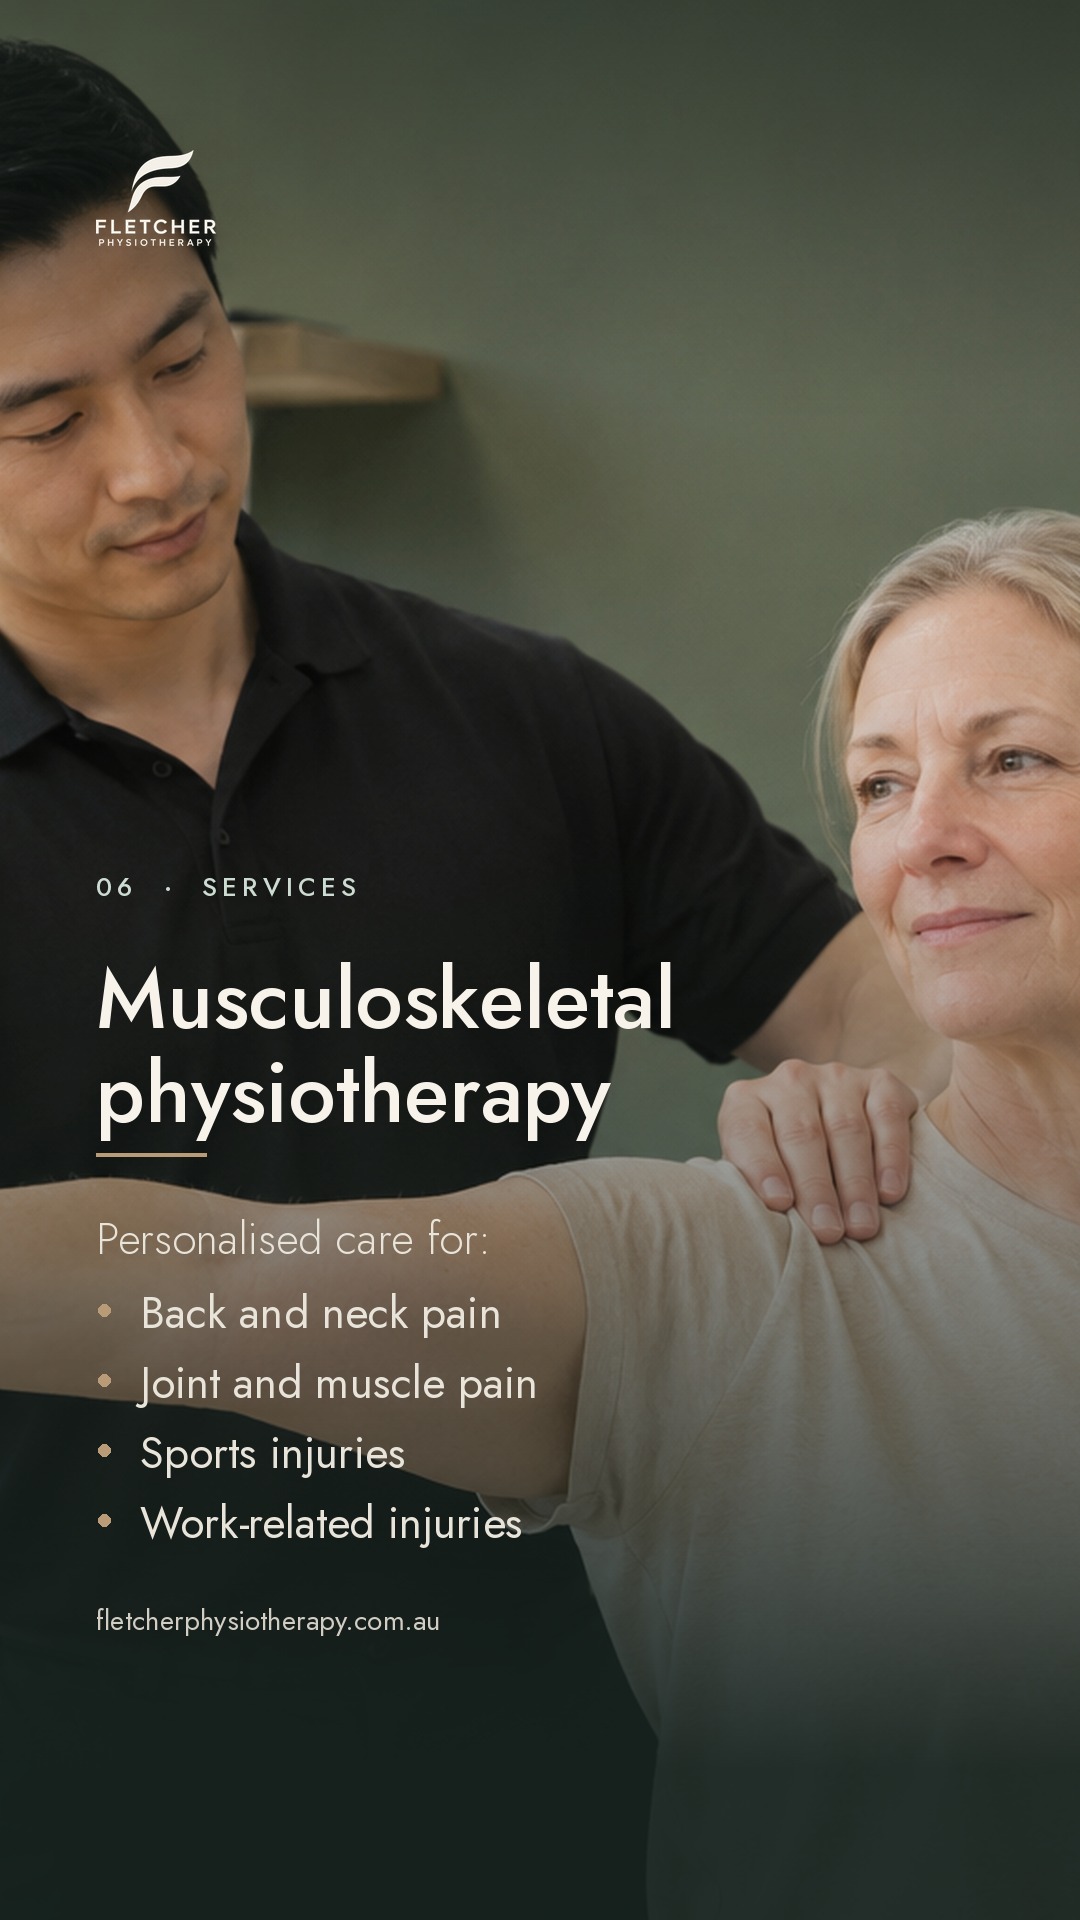 FLETCHER
PHYSIOTHERAPY
06 · SERVICES
Musculoskeletal
physiotherapy
Personalised care for:
• Back and neck pain
• Joint and muscle pain
• Sports injuries
• Work-related injuries
fletcherphysiotherapy.com.au